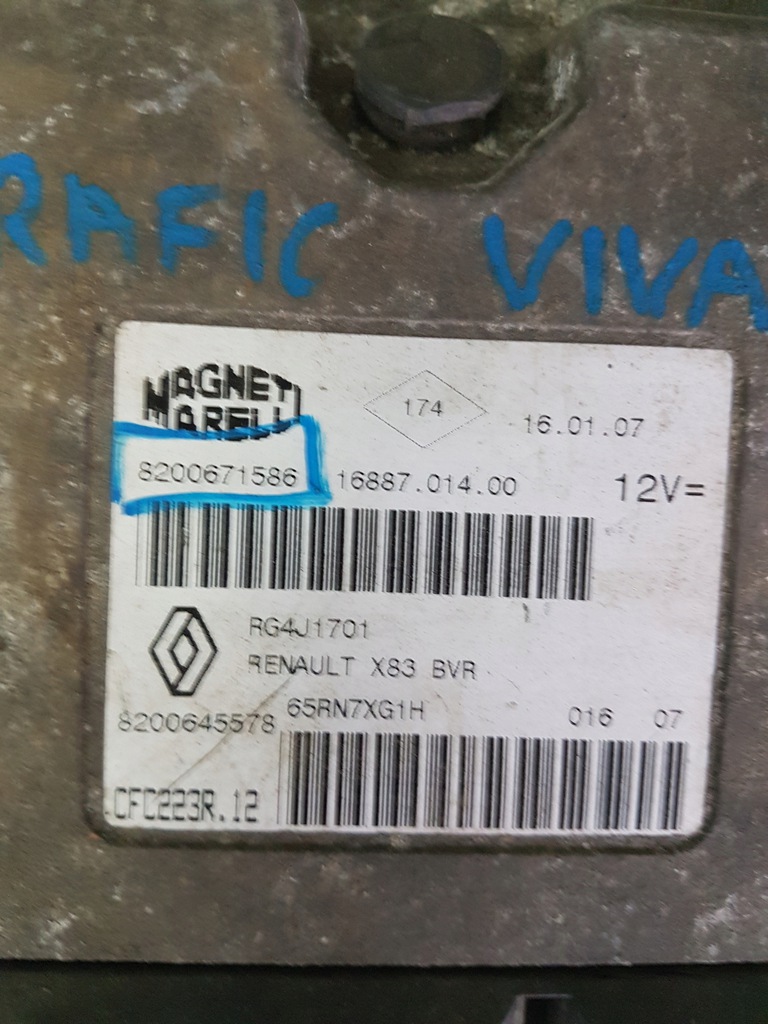 RAFIC VIVA
MAGNETI
MARELLI
174
16.01.07
8200671586 16887.014.00 12V=
RG4J1701
RENAULT X83 BVR
65RN7XG1H 016 07
8200645578
.CFC223R.12